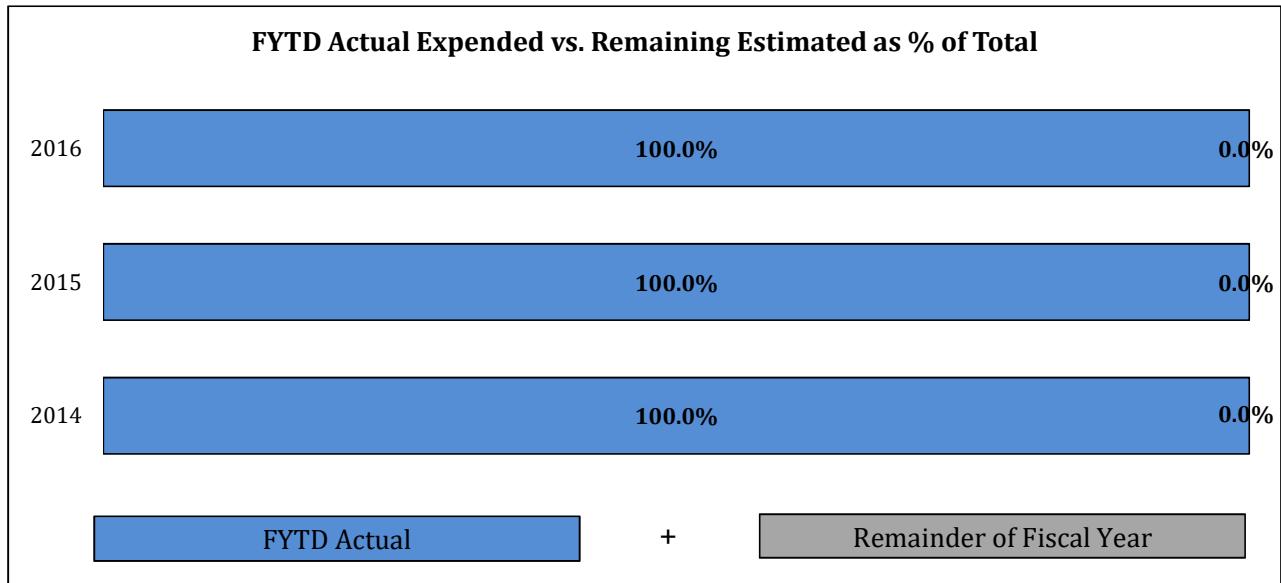 FYTD Actual Expended vs. Remaining Estimated as % of Total
2016 100.0% 0.0%
2015 100.0% 0.0%
2014 100.0% 0.0%
FYTD Actual + Remainder of Fiscal Year